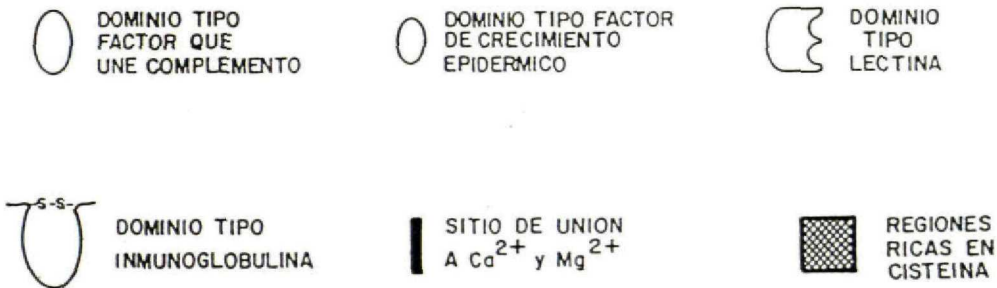 DOMINIO TIPO
FACTOR QUE
UNE COMPLEMENTO
DOMINIO TIPO FACTOR
DE CRECIMIENTO
EPIDERMICO
DOMINIO
TIPO
LECTINA
-S-S-
DOMINIO TIPO
INMUNOGLOBULINA
SITIO DE UNION
A Ca²⁺ y Mg²⁺
REGIONES
RICAS EN
CISTEINA